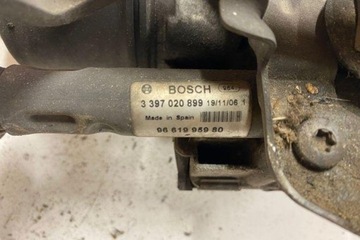 BOSCH
3 397 020 899 19/11/06 1
Made in Spain
96 619 959 80